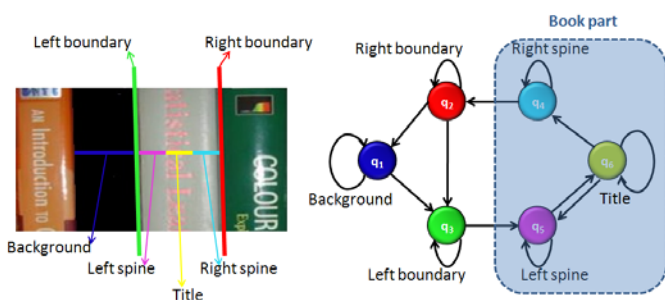 Left boundary
Right boundary
AN Introduction TO
COLOUR
Exp
Background
Left spine
Title
Right spine
Book part
Right boundary
Right spine
q2
q4
q1
q6
Background
Title
q3
q5
Left boundary
Left spine